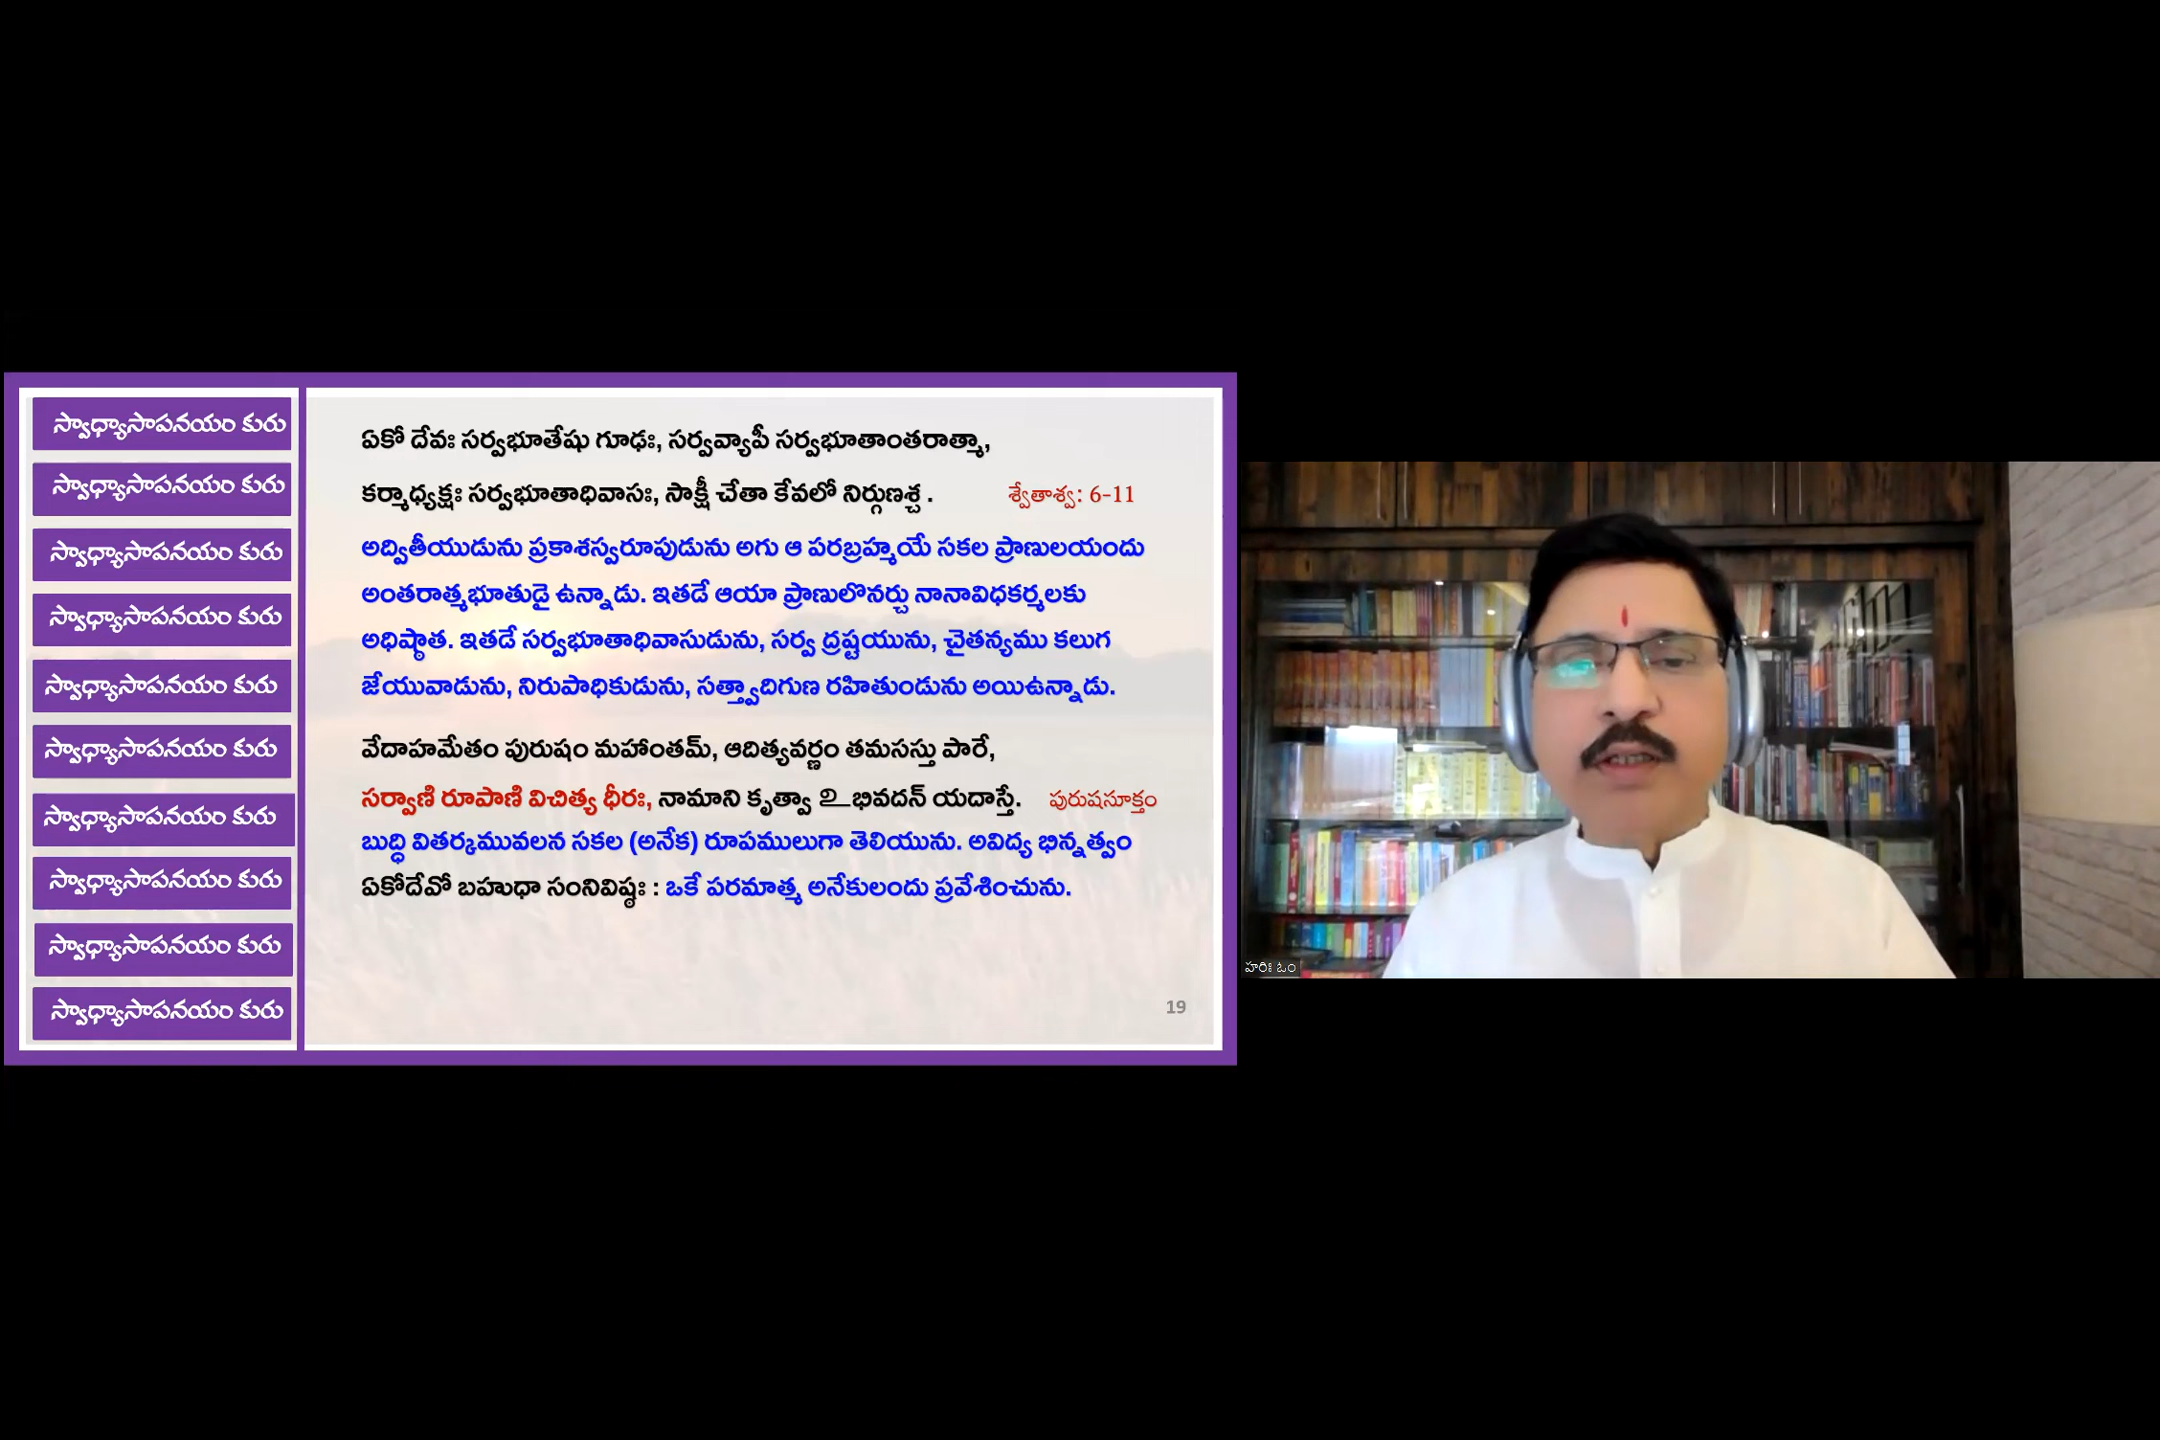 స్వాధ్యాసాపనయం కురు
స్వాధ్యాసాపనయం కురు
స్వాధ్యాసాపనయం కురు
స్వాధ్యాసాపనయం కురు
స్వాధ్యాసాపనయం కురు
స్వాధ్యాసాపనయం కురు
స్వాధ్యాసాపనయం కురు
స్వాధ్యాసాపనయం కురు
స్వాధ్యాసాపనయం కురు
స్వాధ్యాసాపనయం కురు
ఏకో దేవః సర్వభూతేషు గూఢః, సర్వవ్యాపీ సర్వభూతాంతరాత్మా,
కర్మాధ్యక్షః సర్వభూతాధివాసః, సాక్షీ చేతా కేవలో నిర్గుణశ్చ . శ్వేతాశ్వ: 6-11
అద్వితీయుడును ప్రకాశస్వరూపుడును అగు ఆ పరబ్రహ్మయే సకల ప్రాణులయందు
అంతరాత్మభూతుడై ఉన్నాడు. ఇతడే ఆయా ప్రాణులొనర్చు నానావిధకర్మలకు
అధిష్ఠాత. ఇతడే సర్వభూతాధివాసుడును, సర్వ ద్రష్టయును, చైతన్యము కలుగ
జేయువాడును, నిరుపాధికుడును, సత్త్వాదిగుణ రహితుండును అయిఉన్నాడు.
వేదాహమేతం పురుషం మహాంతమ్, ఆదిత్యవర్ణం తమసస్తు పారే,
సర్వాణి రూపాణి విచిత్య ధీరః, నామాని కృత్వా ఽభివదన్ యదాస్తే. పురుషసూక్తం
బుద్ధి వితర్కమువలన సకల (అనేక) రూపములుగా తెలియును. అవిద్య భిన్నత్వం
ఏకోదేవో బహుధా సంనివిష్ఠః : ఒకే పరమాత్మ అనేకులందు ప్రవేశించును.
19
హరిః ఓం